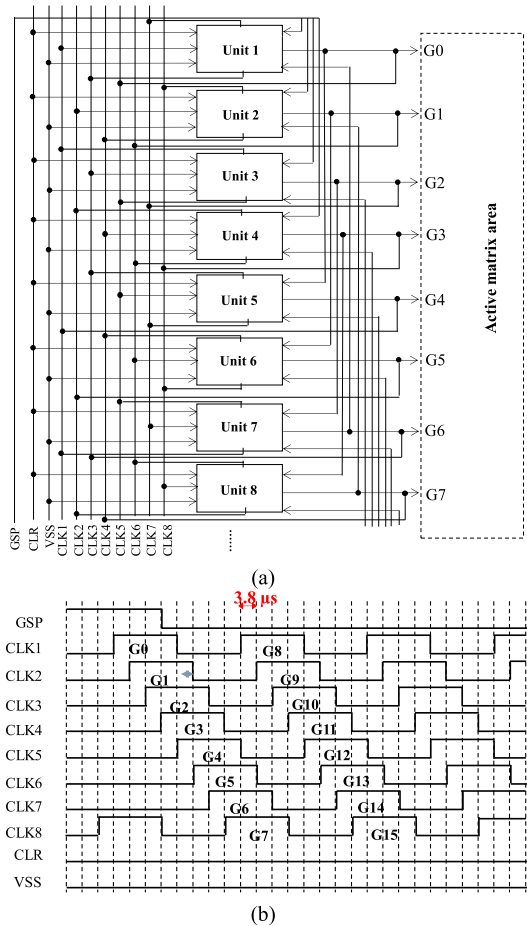 Unit 1
G0
Unit 2
G1
Unit 3
G2
Unit 4
G3
Unit 5
G4
Unit 6
G5
Unit 7
G6
Unit 8
G7
Active matrix area
GSP
CLR
VSS
CLK1
CLK2
CLK3
CLK4
CLK5
CLK6
CLK7
CLK8
......
(a)
3.8 μs
GSP
CLK1 G0 G8
CLK2 G1 G9
CLK3 G2 G10
CLK4 G3 G11
CLK5 G4 G12
CLK6 G5 G13
CLK7 G6 G14
CLK8 G7 G15
CLR
VSS
(b)